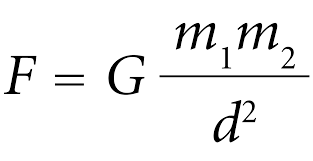 F = G m₁m₂ / d²